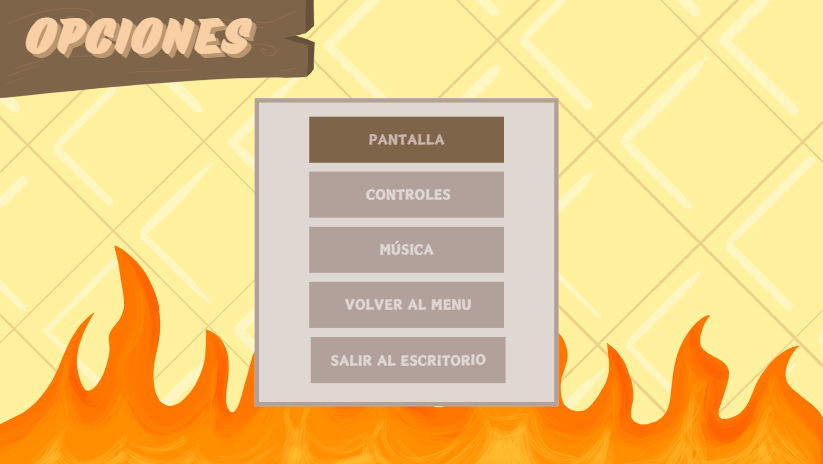 OPCIONES
PANTALLA
CONTROLES
MÚSICA
VOLVER AL MENU
SALIR AL ESCRITORIO